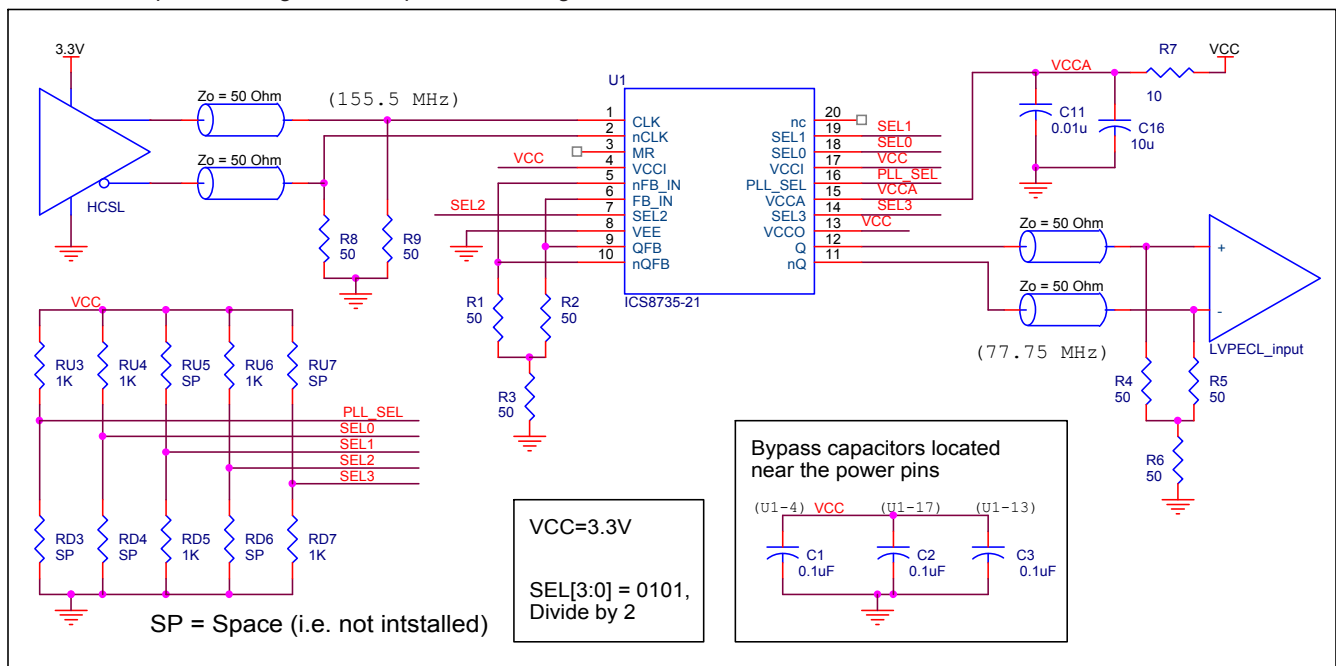 3.3V
Zo = 50 Ohm
(155.5 MHz)
Zo = 50 Ohm
HCSL
R8
50
R9
50
U1
1
2
3
4
5
6
7
8
9
10
CLK
nCLK
MR
VCCI
nFB_IN
FB_IN
SEL2
VEE
QFB
nQFB
VCC
SEL2
nc
SEL1
SEL0
VCCI
PLL_SEL
VCCA
SEL3
VCCO
Q
nQ
20
19
18
17
16
15
14
13
12
11
SEL1
SEL0
VCC
PLL_SEL
VCCA
SEL3
VCC
ICS8735-21
R1
50
R2
50
R3
50
VCCA
R7
10
VCC
C11
0.01u
C16
10u
Zo = 50 Ohm
Zo = 50 Ohm
(77.75 MHz)
+
-
LVPECL_input
R4
50
R5
50
R6
50
VCC
RU3
1K
RU4
1K
RU5
SP
RU6
1K
RU7
SP
PLL_SEL
SEL0
SEL1
SEL2
SEL3
RD3
SP
RD4
SP
RD5
1K
RD6
SP
RD7
1K
SP = Space (i.e. not intstalled)
VCC=3.3V
SEL[3:0] = 0101,
Divide by 2
Bypass capacitors located
near the power pins
(U1-4)
VCC
(U1-17)
(U1-13)
C1
0.1uF
C2
0.1uF
C3
0.1uF